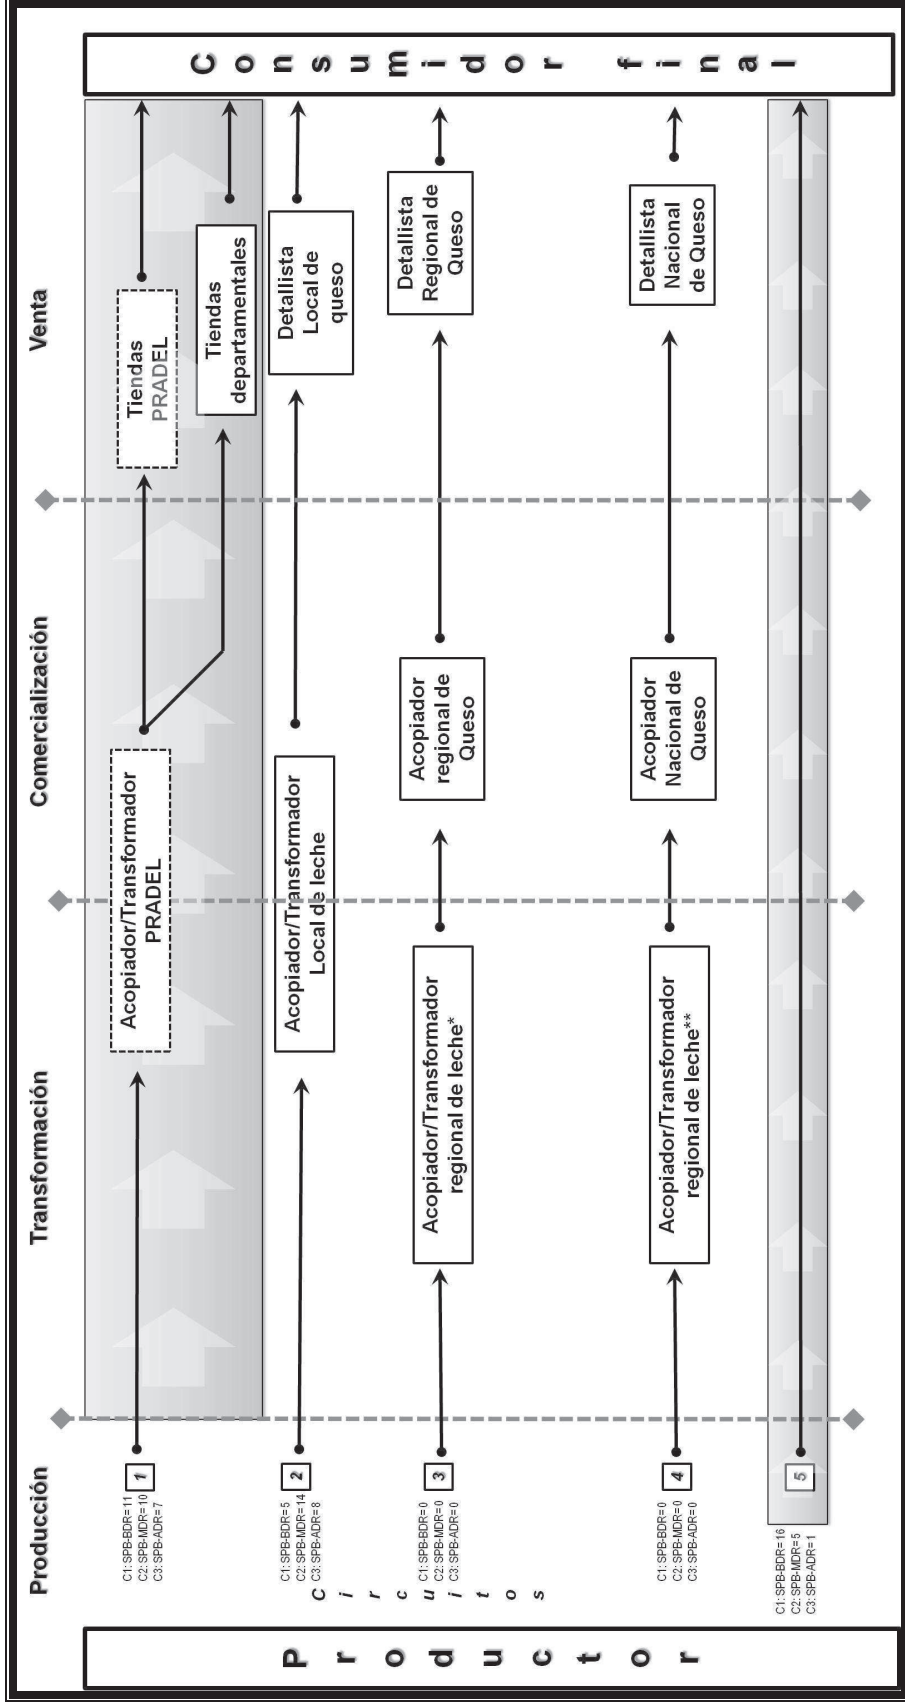 Producción
Transformación
Comercialización
Venta
Productor
Circuitos
C1: SPB-BDR= 11
C2: SPB-MDR= 10
C3: SPB-ADR= 7
1
Acopiador/Transformador
PRADEL
Tiendas
PRADEL
Tiendas
departamentales
C1: SPB-BDR= 5
C2: SPB-MDR= 14
C3: SPB-ADR= 8
2
Acopiador/Transformador
Local de leche
Detallista
Local de
queso
C1: SPB-BDR= 0
C2: SPB-MDR= 0
C3: SPB-ADR= 0
3
Acopiador/Transformador
regional de leche*
Acopiador
regional de
Queso
Detallista
Regional de
Queso
C1: SPB-BDR= 0
C2: SPB-MDR= 0
C3: SPB-ADR= 0
4
Acopiador/Transformador
regional de leche**
Acopiador
Nacional de
Queso
Detallista
Nacional
de Queso
C1: SPB-BDR= 16
C2: SPB-MDR= 5
C3: SPB-ADR= 1
5
Consumidor final